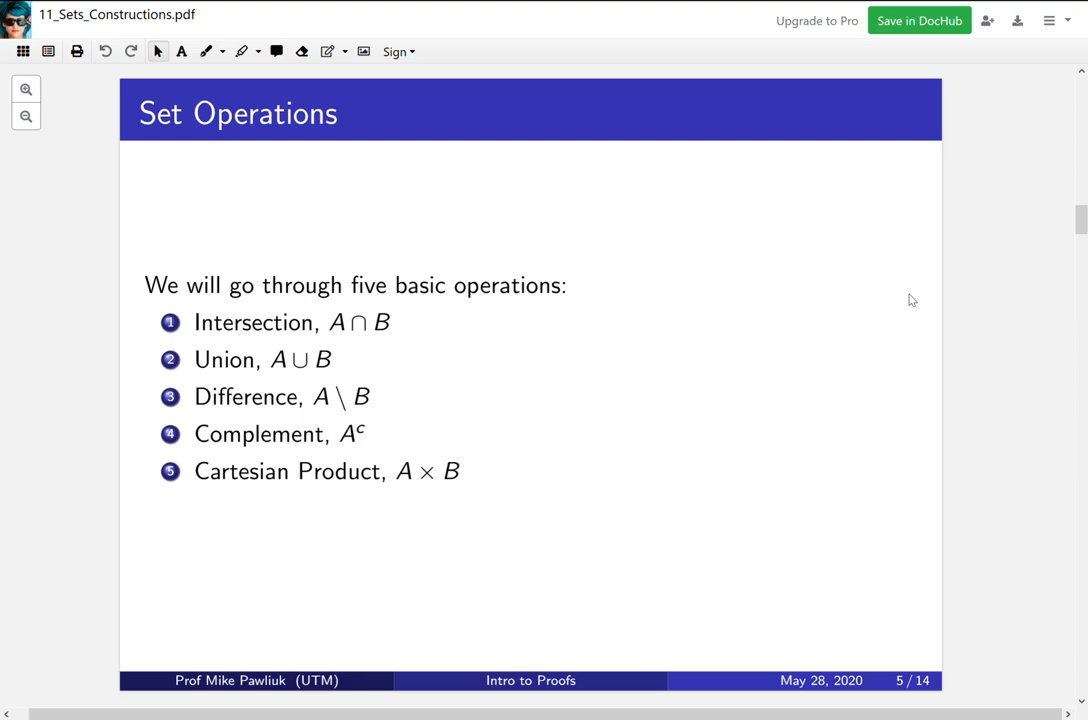 11_Sets_Constructions.pdf
Upgrade to Pro
Save in DocHub
A
Sign
Set Operations
We will go through five basic operations:
1 Intersection, A ∩ B
2 Union, A ∪ B
3 Difference, A \ B
4 Complement, Aᶜ
5 Cartesian Product, A × B
Prof Mike Pawliuk (UTM) Intro to Proofs May 28, 2020 5 / 14